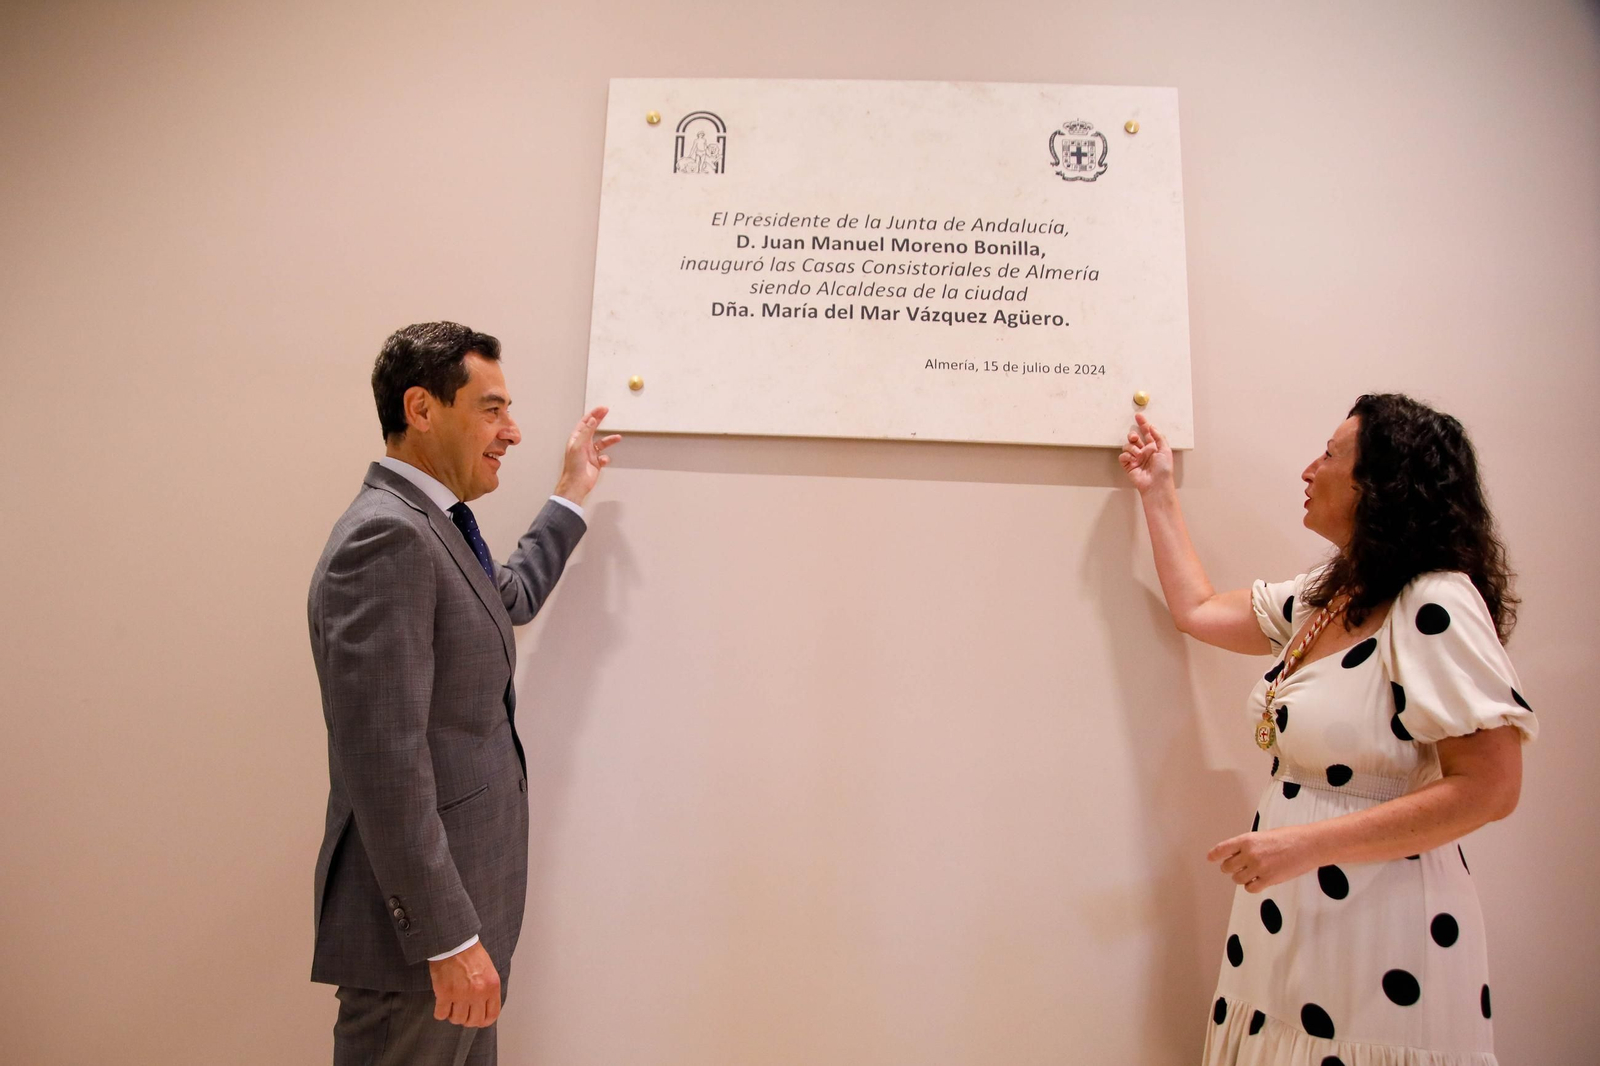 El Presidente de la Junta de Andalucía,
D. Juan Manuel Moreno Bonilla,
inauguró las Casas Consistoriales de Almería
siendo Alcaldesa de la ciudad
Dña. María del Mar Vázquez Agüero.
Almería, 15 de julio de 2024